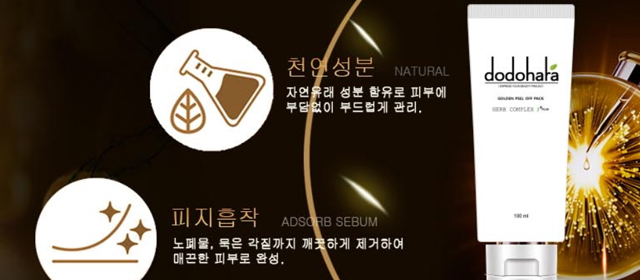 천연성분 NATURAL
자연유래 성분 함유로 피부에
부담없이 부드럽게 관리.
피지흡착 ADSORB SEBUM
노폐물, 묵은 각질까지 깨끗하게 제거하여
매끈한 피부로 완성.
dodohara
GOLDEN PEEL OFF PACK
HERB COMPLEX
100 ml